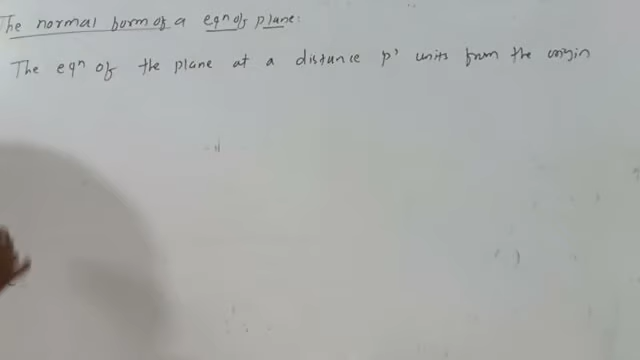 The normal form of a eqn of plane:
The eqn of the plane at a distance p' units from the origin